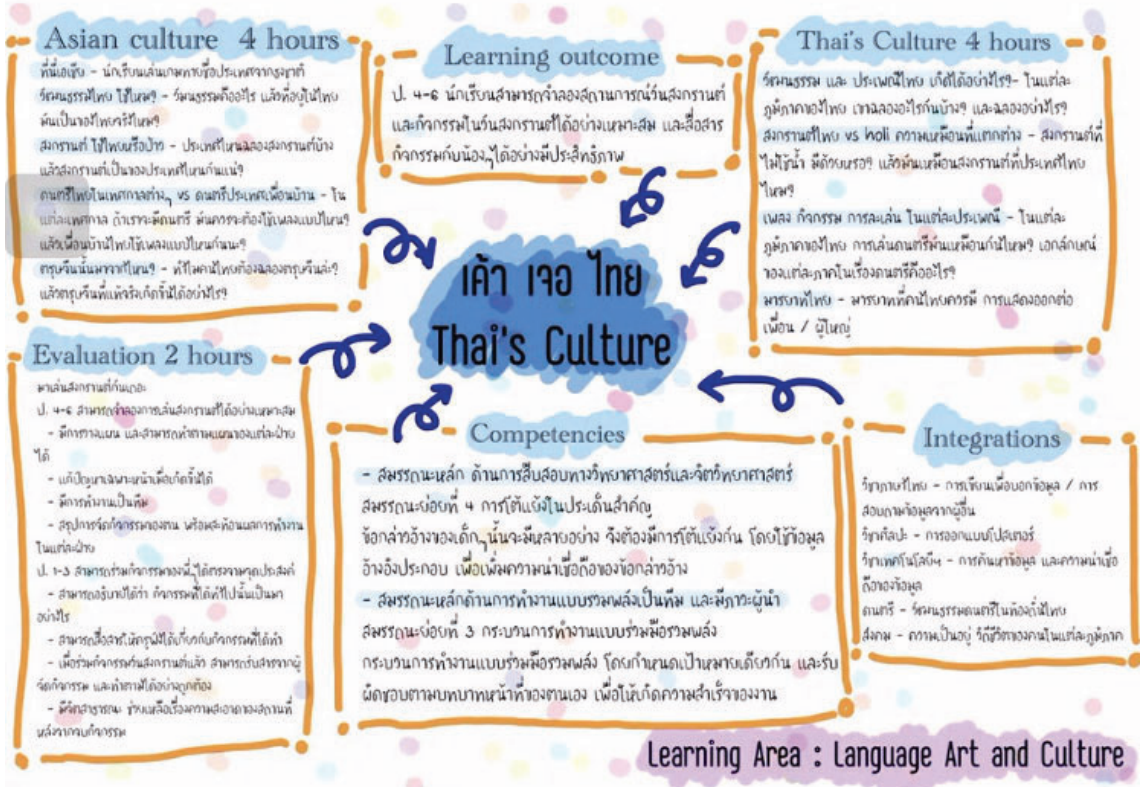 Asian culture 4 hours
ที่นี่เอเชีย - นักเรียนเล่นเกมทายชื่อประเทศจากธงชาติ
วัฒนธรรมไทย ใช่ไหม? - วัฒนธรรมคืออะไร แล้วที่อยู่ในไทย
มันเป็นของไทยจริงไหม?
สงกรานต์ ใช่ไทยหรือป่าว - ประเทศไหนฉลองสงกรานต์บ้าง
แล้วสงกรานต์เป็นของประเทศไหนกันแน่?
ดนตรีไทยในเทศกาลต่างๆ vs ดนตรีประเทศเพื่อนบ้าน - ใน
แต่ละเทศกาล ถ้าเราจะมีดนตรี มันควรจะต้องใช้เพลงแบบไหน?
แล้วเพื่อนบ้านไทยใช้เพลงแบบไหนกันนะ?
ตรุษจีนนั้นมาจากไหน? - ทำไมคนไทยต้องฉลองตรุษจีนล่ะ?
แล้วตรุษจีนที่แท้จริงเกิดขึ้นได้อย่างไร?
Learning outcome
ป. 4-6 นักเรียนสามารถจำลองสถานการณ์วันสงกรานต์
และกิจกรรมในวันสงกรานต์ได้อย่างเหมาะสม และสื่อสาร
กิจกรรมกับน้องๆได้อย่างมีประสิทธิภาพ
Thai's Culture 4 hours
วัฒนธรรม และ ประเพณีไทย เกิดได้อย่างไร?- ในแต่ละ
ภูมิภาคของไทย เขาฉลองอะไรกันบ้าง? และฉลองอย่างไร?
สงกรานต์ไทย vs holi ความเหมือนที่แตกต่าง - สงกรานต์ที่
ไม่ใช้น้ำ มีด้วยหรอ? แล้วมันเหมือนสงกรานต์ที่ประเทศไทย
ไหม?
เพลง กิจกรรม การละเล่น ในแต่ละประเพณี - ในแต่ละ
ภูมิภาคของไทย การเล่นดนตรีมันเหมือนกันไหม? เอกลักษณ์
ของแต่ละภาคในเรื่องดนตรีคืออะไร?
มารยาทไทย - มารยาทที่คนไทยควรมี การแสดงออกต่อ
เพื่อน / ผู้ใหญ่
เค้า เจอ ไทย
Thai's Culture
Evaluation 2 hours
มาเล่นสงกรานต์กันเถอะ
ป. 4-6 สามารถจำลองการเล่นสงกรานต์ได้อย่างเหมาะสม
- มีการวางแผน และสามารถทำตามแผนของแต่ละฝ่าย
ได้
- แก้ปัญหาเฉพาะหน้าเมื่อเกิดขึ้นได้
- มีการทำงานเป็นทีม
- สรุปการจัดกิจกรรมของตน พร้อมสะท้อนผลการทำงาน
ในแต่ละฝ่าย
ป. 1-3 สามารถร่วมกิจกรรมของพี่ๆได้ตรงตามจุดประสงค์
- สามารถอธิบายได้ว่า กิจกรรมที่ได้ทำไปนั้นเป็นมา
อย่างไร
- สามารถสื่อสารให้ครูฟังได้เกี่ยวกับกิจกรรมที่ได้ทำ
- เมื่อร่วมกิจกรรมวันสงกรานต์แล้ว สามารถรับสารจากผู้
จัดกิจกรรม และทำตามได้อย่างถูกต้อง
- มีจิตสาธารณะ ช่วยเหลือเรื่องความสะอาดของสถานที่
หลังจากจบกิจกรรม
Competencies
- สมรรถนะหลัก ด้านการสืบสอบทางวิทยาศาสตร์และจิตวิทยาศาสตร์
สมรรถนะย่อยที่ 4 การโต้แย้งในประเด็นสำคัญ
ข้อกล่าวอ้างของเด็กๆนั้นจะมีหลายอย่าง จึงต้องมีการโต้แย้งกัน โดยใช้ข้อมูล
อ้างอิงประกอบ เพื่อเพิ่มความน่าเชื่อถือของข้อกล่าวอ้าง
- สมรรถนะหลักด้านการทำงานแบบรวมพลังเป็นทีม และมีภาวะผู้นำ
สมรรถนะย่อยที่ 3 กระบวนการทำงานแบบร่วมมือรวมพลัง
กระบวนการทำงานแบบร่วมมือรวมพลัง โดยกำหนดเป้าหมายเดียวกัน และรับ
ผิดชอบตามบทบาทหน้าที่ของตนเอง เพื่อให้เกิดความสำเร็จของงาน
Integrations
วิชาภาษาไทย - การเขียนเพื่อบอกข้อมูล / การ
สอบถามข้อมูลจากผู้อื่น
วิชาศิลปะ - การออกแบบโปสเตอร์
วิชาเทคโนโลยีฯ - การค้นหาข้อมูล และความน่าเชื่อ
ถือของข้อมูล
ดนตรี - วัฒนธรรมดนตรีในท้องถิ่นไทย
สังคม - ความเป็นอยู่ วิถีชีวิตของคนในแต่ละภูมิภาค
Learning Area : Language Art and Culture